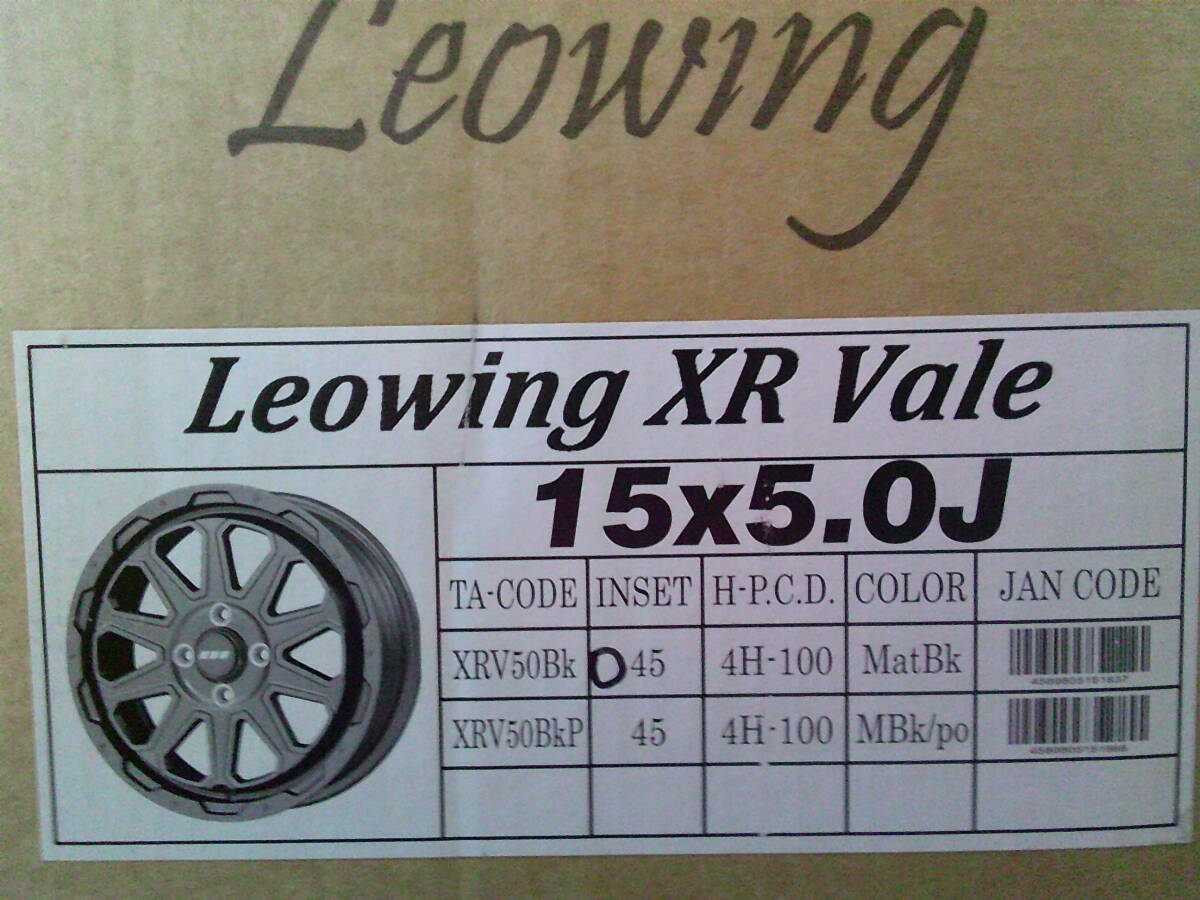 Leowing
Leowing XR Vale
15x5.0J
TA-CODE INSET H-P.C.D. COLOR JAN CODE
XRV50Bk 45 4H-100 MatBk
XRV50BkP 45 4H-100 MBk/po